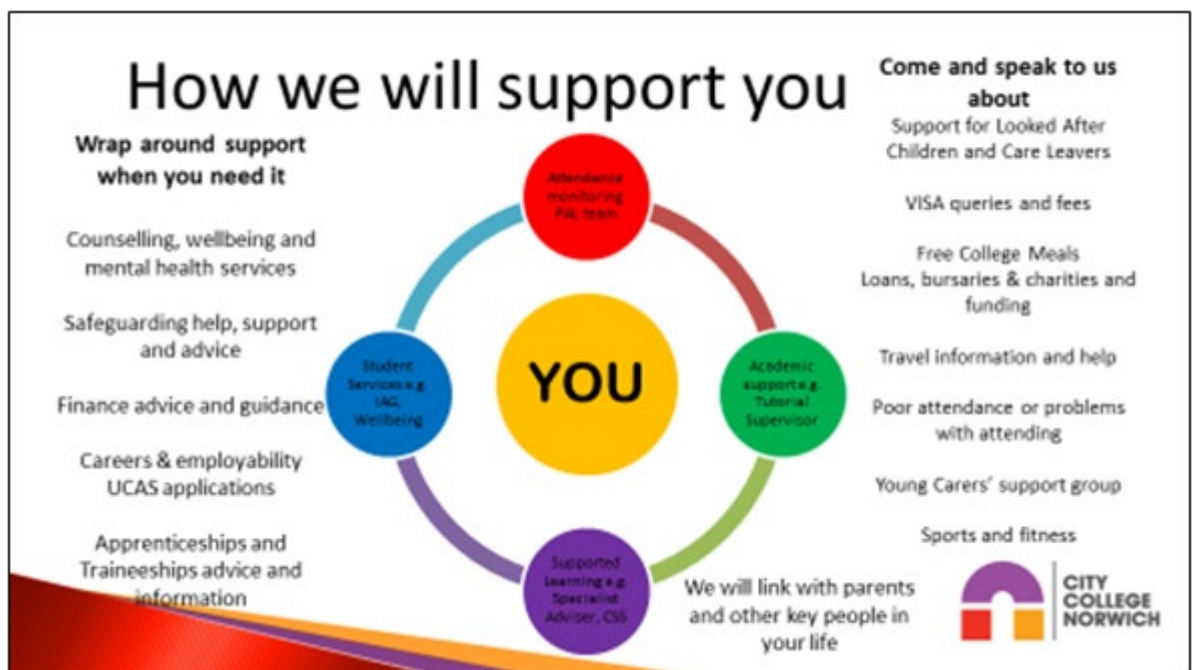 How we will support you
Wrap around support
when you need it
Counselling, wellbeing and
mental health services
Safeguarding help, support
and advice
Finance advice and guidance
Careers & employability
UCAS applications
Apprenticeships and
Traineeships advice and
information
Attendance
monitoring
PAL team
Student
Services e.g.
IAG,
Wellbeing
YOU
Academic
support e.g.
Tutorial
Supervisor
Supported
Learning e.g.
Specialist
Adviser, CSS
Come and speak to us
about
Support for Looked After
Children and Care Leavers
VISA queries and fees
Free College Meals
Loans, bursaries & charities and
funding
Travel information and help
Poor attendance or problems
with attending
Young Carers’ support group
Sports and fitness
We will link with parents
and other key people in
your life
CITY
COLLEGE
NORWICH